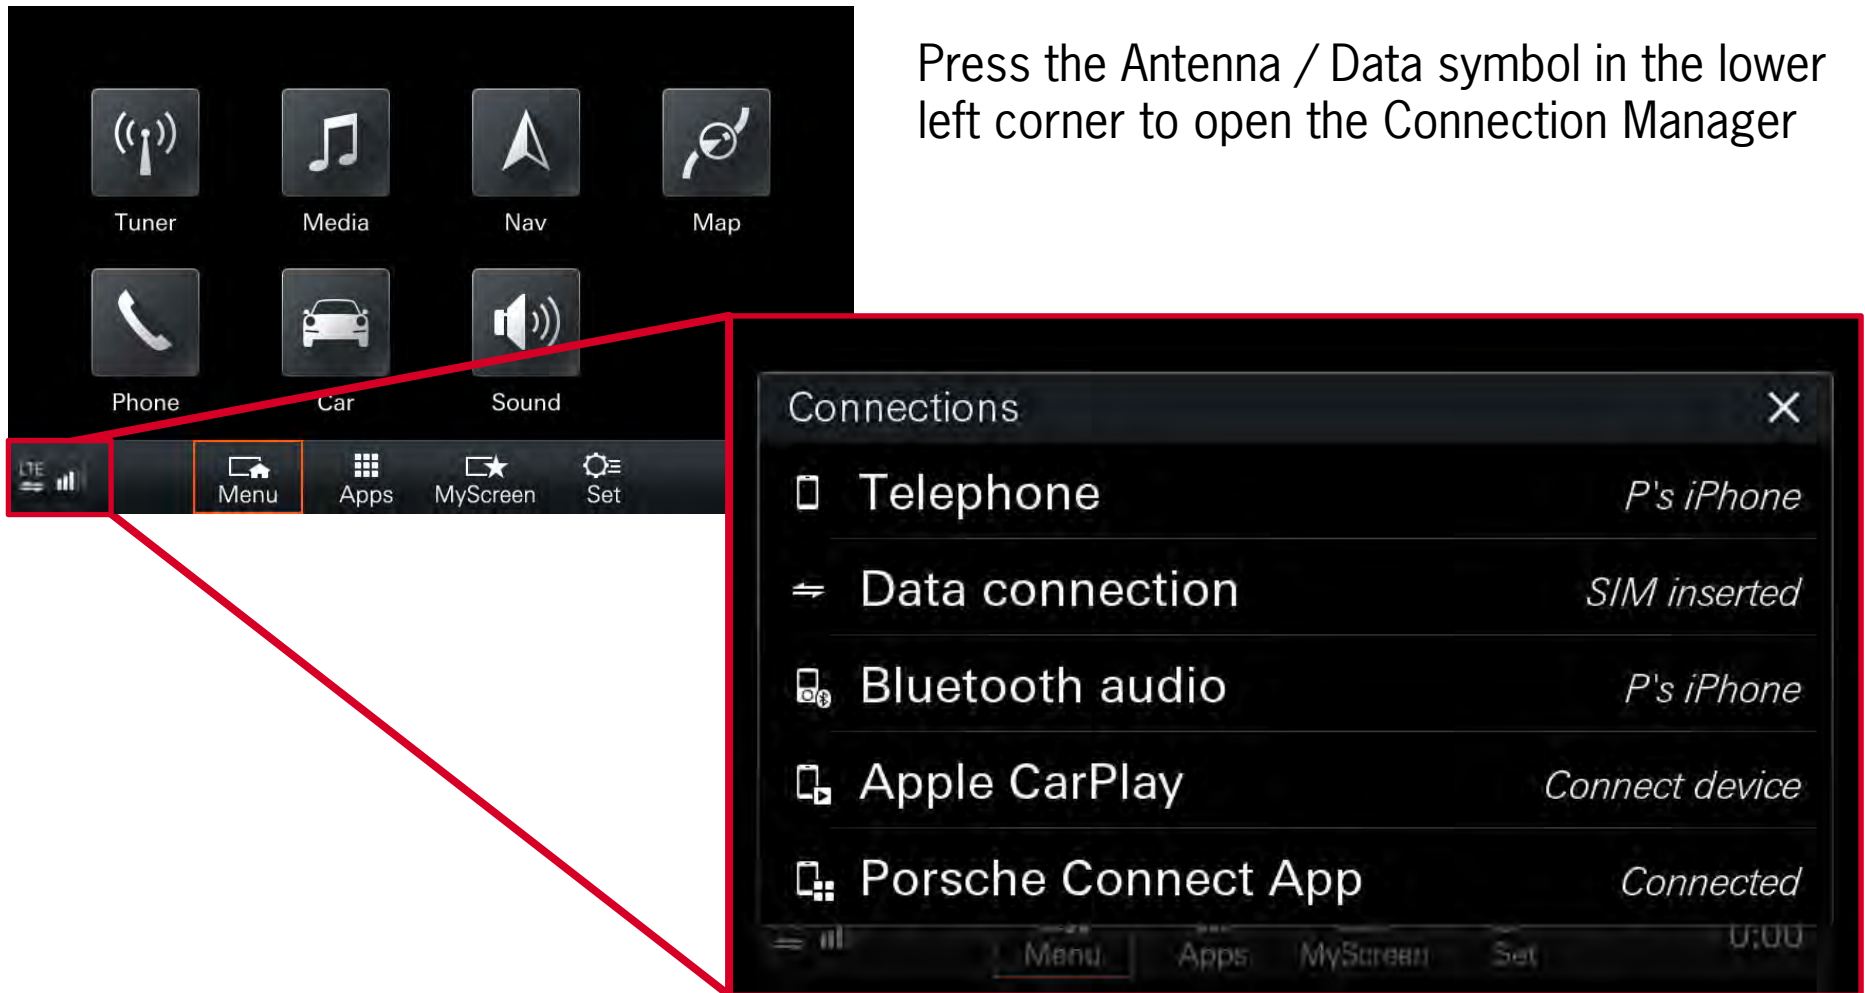 Press the Antenna / Data symbol in the lower
left corner to open the Connection Manager
Tuner
Media
Nav
Map
Phone
Car
Sound
LTE
Menu
Apps
MyScreen
Set
Connections
Telephone
P's iPhone
Data connection
SIM inserted
Bluetooth audio
P's iPhone
Apple CarPlay
Connect device
Porsche Connect App
Connected
Menu
Apps
MyScreen
Set
0:00